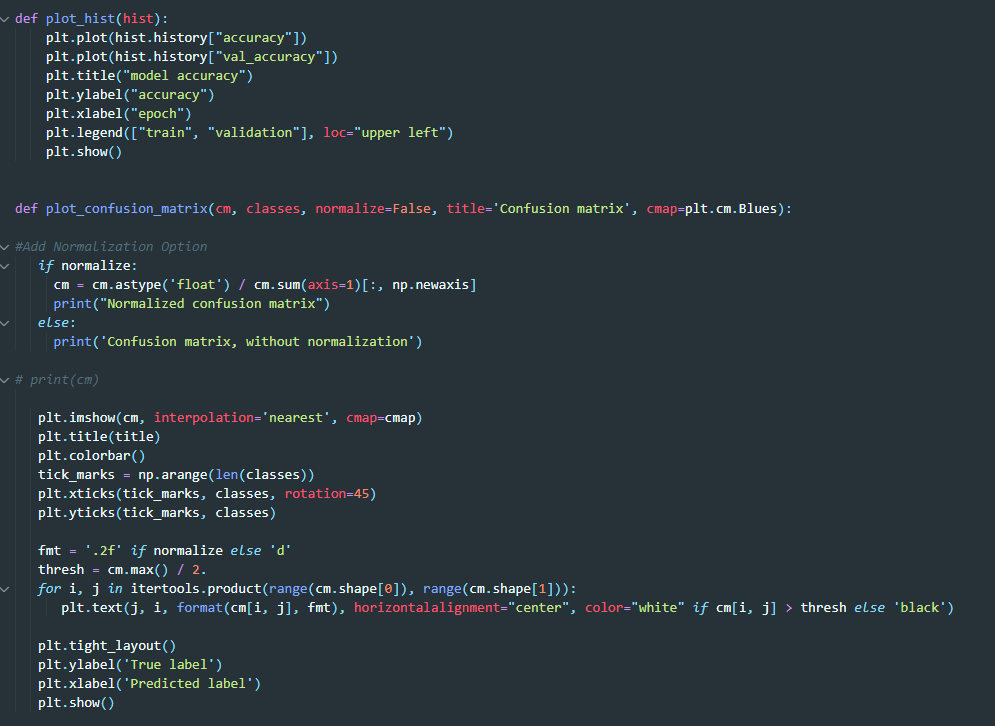 def plot_hist(hist):
    plt.plot(hist.history["accuracy"])
    plt.plot(hist.history["val_accuracy"])
    plt.title("model accuracy")
    plt.ylabel("accuracy")
    plt.xlabel("epoch")
    plt.legend(["train", "validation"], loc="upper left")
    plt.show()
def plot_confusion_matrix(cm, classes, normalize=False, title='Confusion matrix', cmap=plt.cm.Blues):
#Add Normalization Option
   if normalize:
     cm = cm.astype('float') / cm.sum(axis=1)[:, np.newaxis]
     print("Normalized confusion matrix")
   else:
     print('Confusion matrix, without normalization')
# print(cm)
   plt.imshow(cm, interpolation='nearest', cmap=cmap)
   plt.title(title)
   plt.colorbar()
   tick_marks = np.arange(len(classes))
   plt.xticks(tick_marks, classes, rotation=45)
   plt.yticks(tick_marks, classes)
   fmt = '.2f' if normalize else 'd'
   thresh = cm.max() / 2.
   for i, j in itertools.product(range(cm.shape[0]), range(cm.shape[1])):
      plt.text(j, i, format(cm[i, j], fmt), horizontalalignment="center", color="white" if cm[i, j] > thresh else 'black')
   plt.tight_layout()
   plt.ylabel('True label')
   plt.xlabel('Predicted label')
   plt.show()